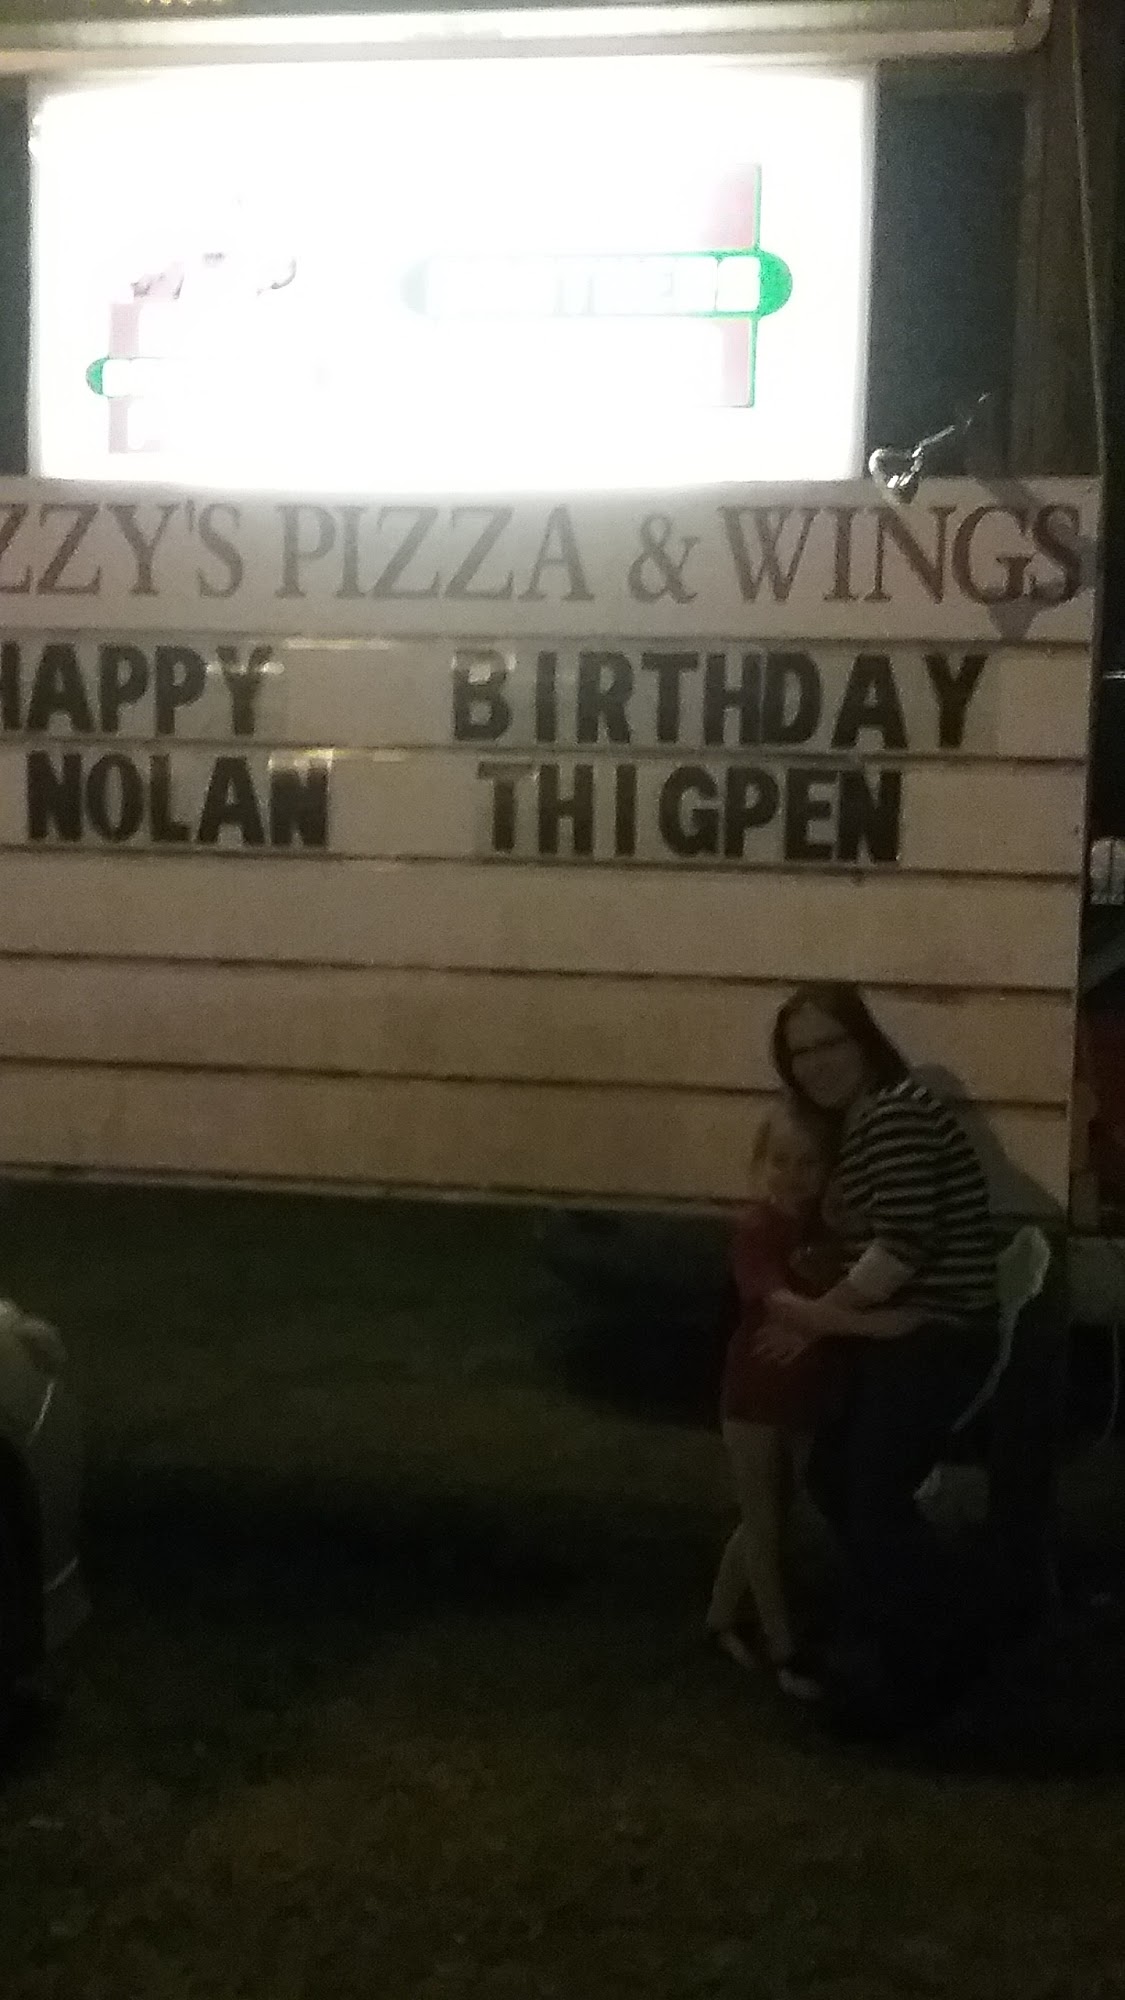 ZZY'S PIZZA & WINGS
HAPPY BIRTHDAY
NOLAN THIGPEN